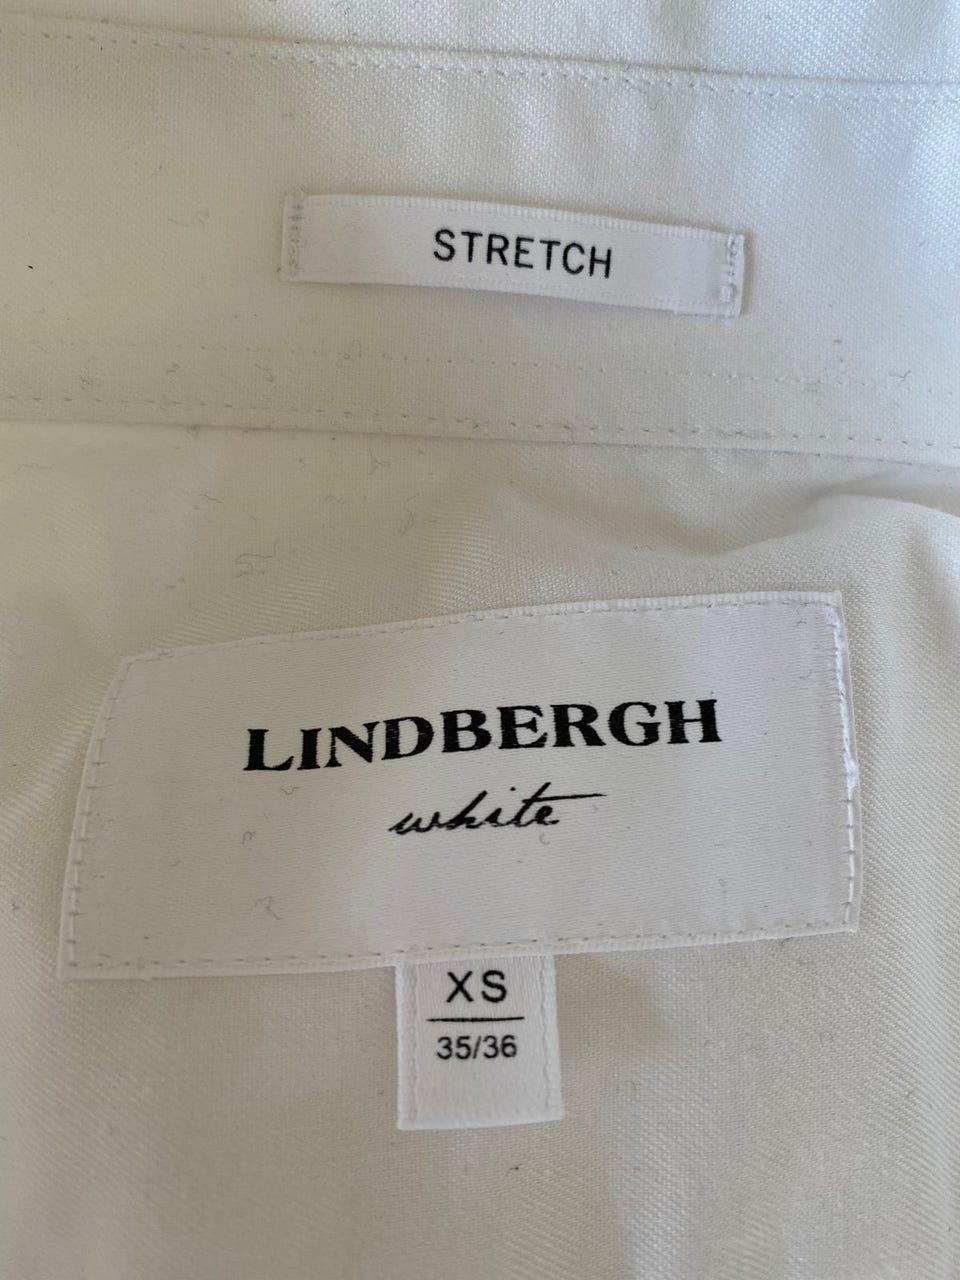 STRETCH
LINDBERGH
white
XS
35/36